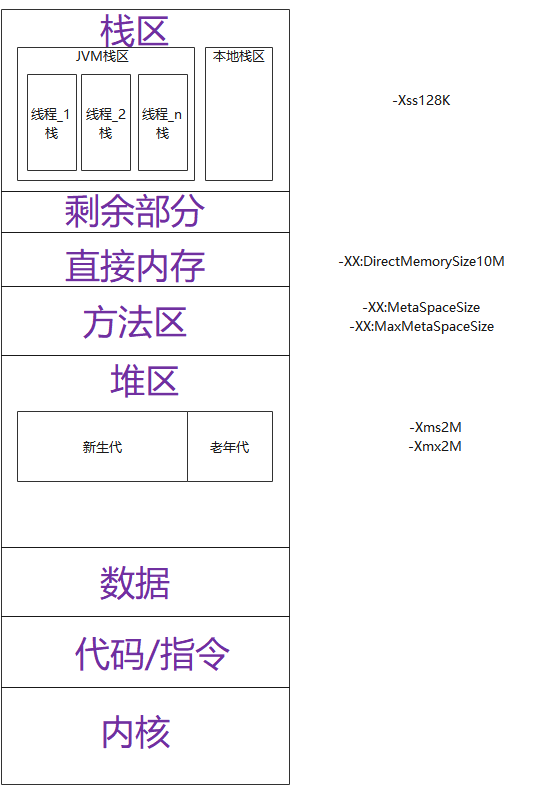 栈区
JVM栈区
本地栈区
线程_1
栈
线程_2
栈
线程_n
栈
-Xss128K
剩余部分
直接内存
-XX:DirectMemorySize10M
方法区
-XX:MetaSpaceSize
-XX:MaxMetaSpaceSize
堆区
新生代
老年代
-Xms2M
-Xmx2M
数据
代码/指令
内核